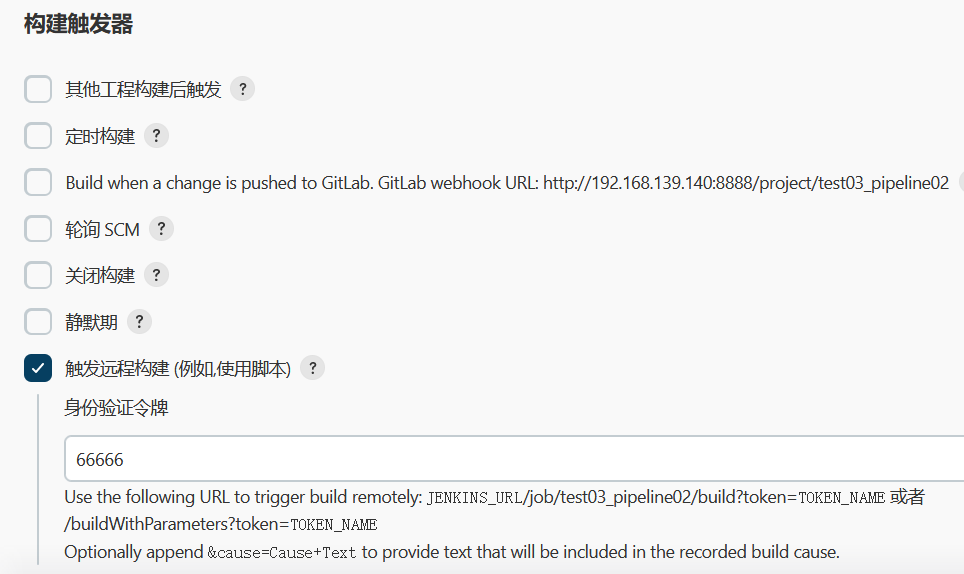 构建触发器
其他工程构建后触发 ?
定时构建 ?
Build when a change is pushed to GitLab. GitLab webhook URL: http://192.168.139.140:8888/project/test03_pipeline02
轮询 SCM ?
关闭构建 ?
静默期 ?
触发远程构建 (例如,使用脚本) ?
身份验证令牌
66666
Use the following URL to trigger build remotely: JENKINS_URL/job/test03_pipeline02/build?token=TOKEN_NAME 或者
/buildWithParameters?token=TOKEN_NAME
Optionally append &cause=Cause+Text to provide text that will be included in the recorded build cause.